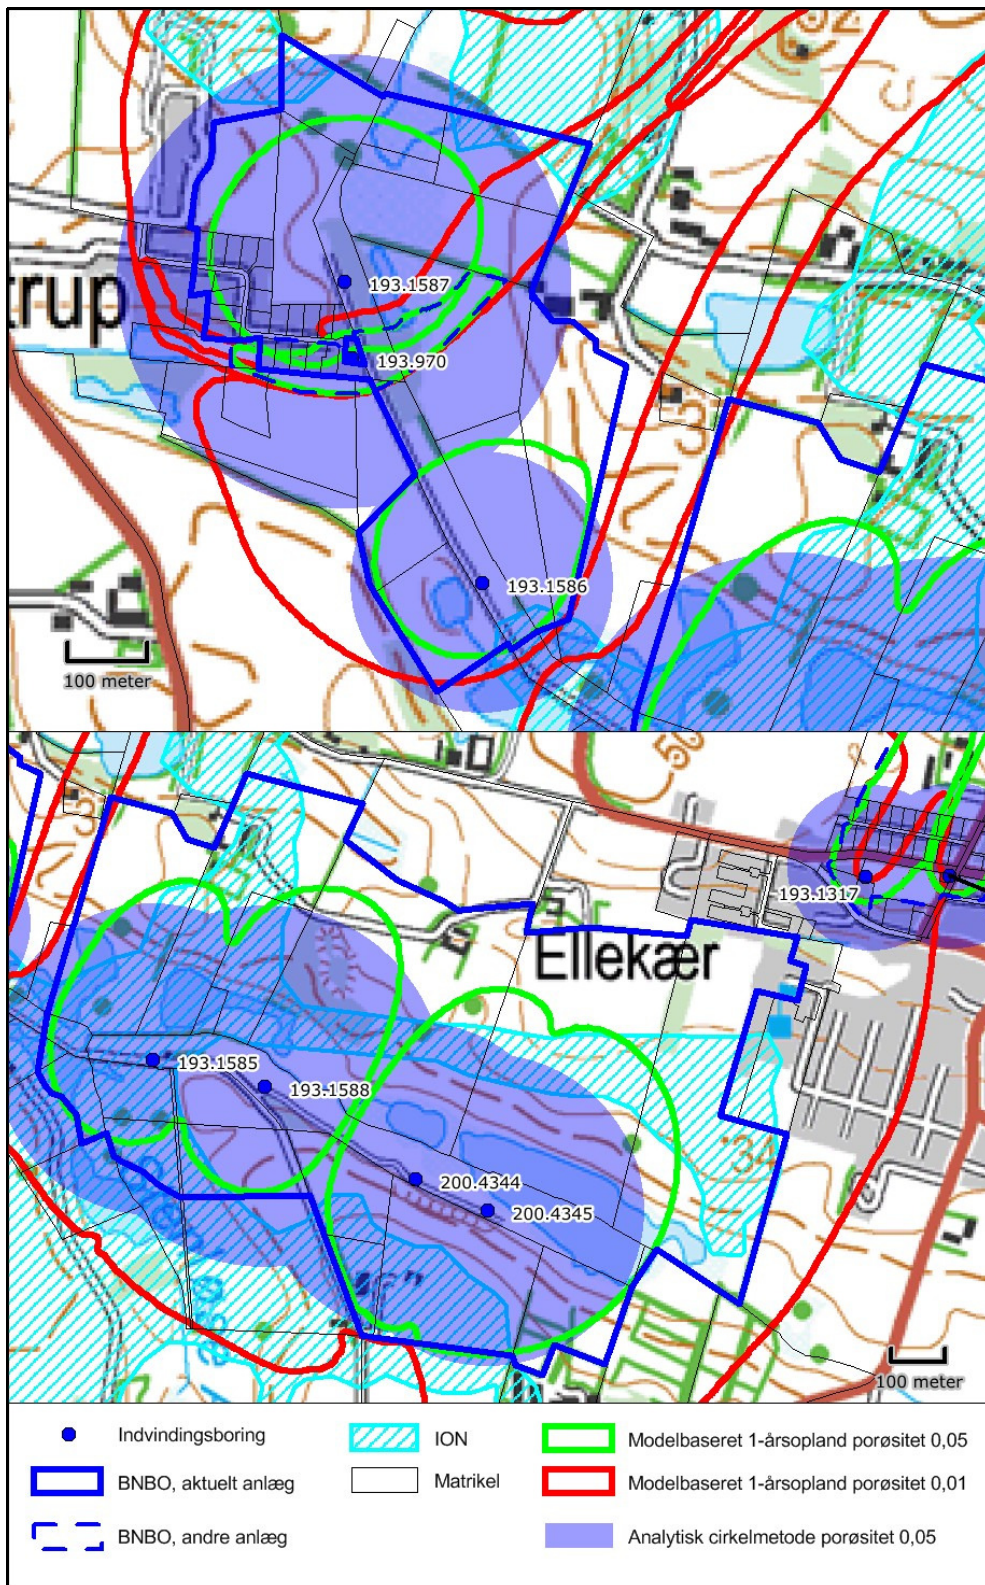 trup
193.1587
193.970
193.1586
100 meter
50
193.1317
Ellekær
193.1585
193.1588
200.4344
200.4345
34
100 meter
Indvindingsboring
ION
Modelbaseret 1-årsopland porøsitet 0,05
BNBO, aktuelt anlæg
Matrikel
Modelbaseret 1-årsopland porøsitet 0,01
BNBO, andre anlæg
Analytisk cirkelmetode porøsitet 0,05